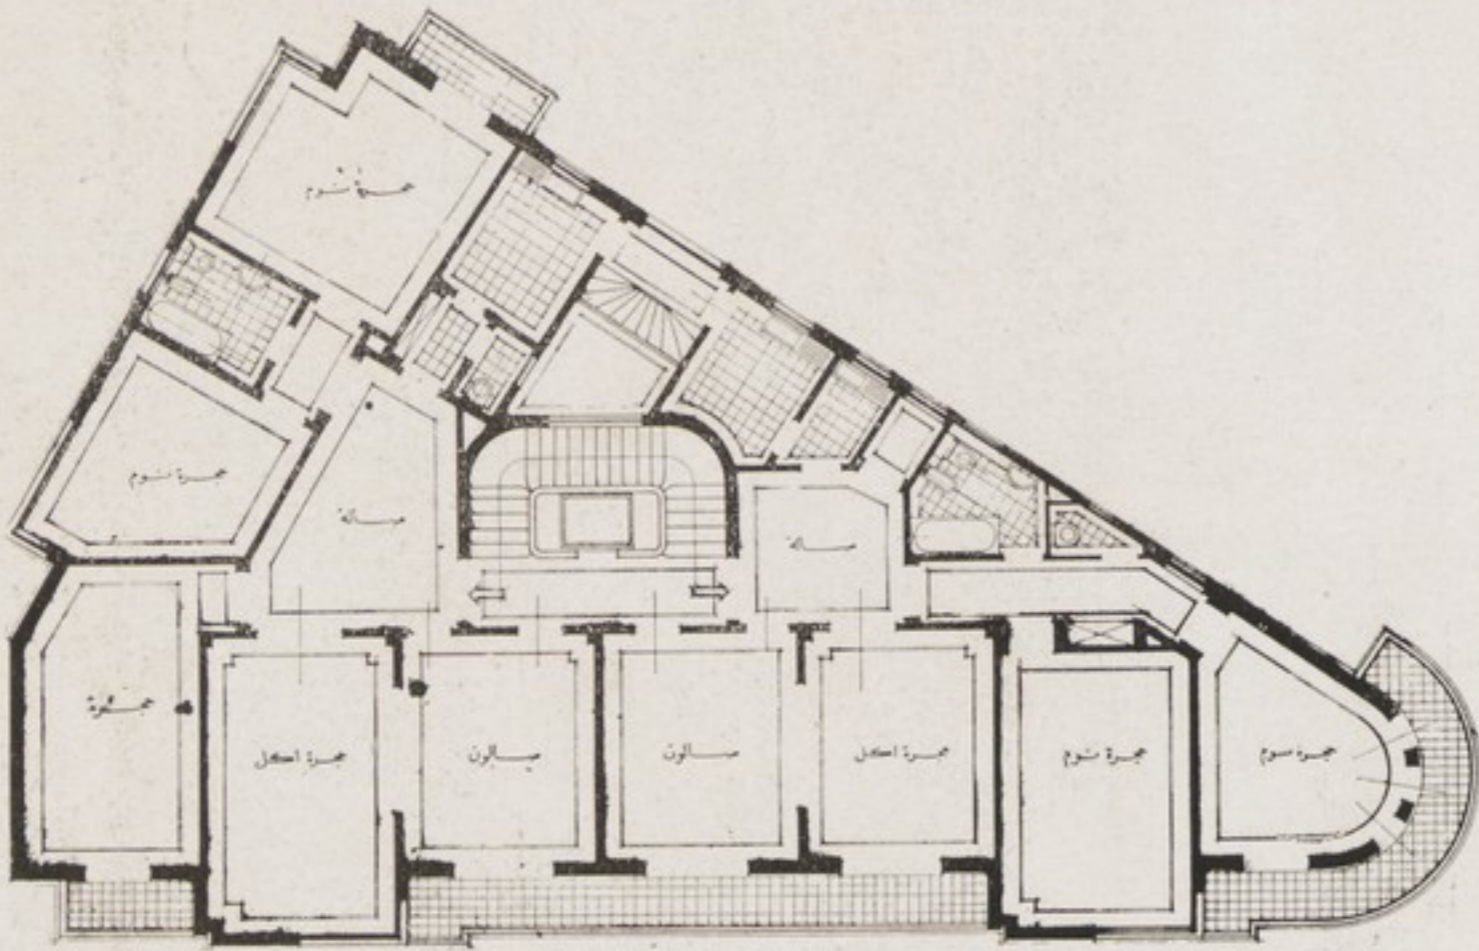 حجرة نوم
حجرة نوم
صالة
صالة
حجرة
حجرة اكل
صالون
صالون
حجرة اكل
حجرة نوم
حجرة نوم